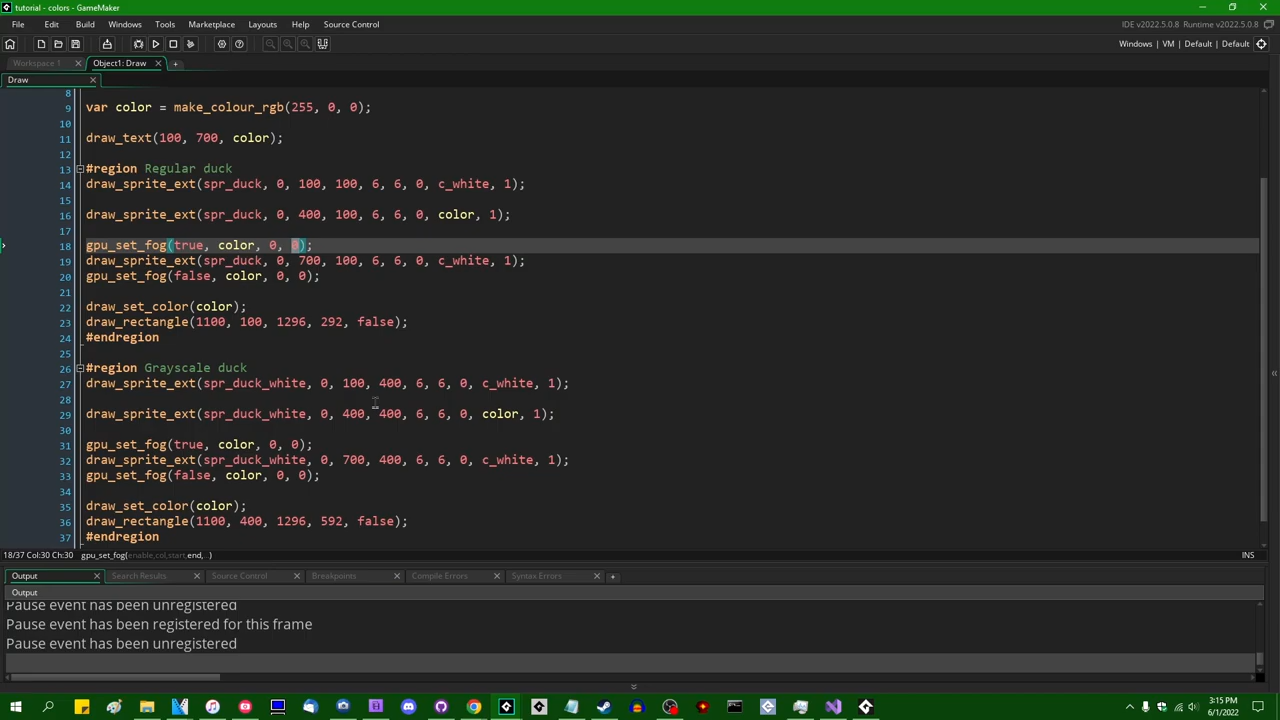 tutorial - colors - GameMaker
File Edit Build Windows Tools Marketplace Layouts Help Source Control
IDE v2022.5.0.8 Runtime v2022.5.0.8
Windows | VM | Default | Default
Workspace 1 Object1: Draw
Draw
8
9 var color = make_colour_rgb(255, 0, 0);
10
11 draw_text(100, 700, color);
12
13 #region Regular duck
14 draw_sprite_ext(spr_duck, 0, 100, 100, 6, 6, 0, c_white, 1);
15
16 draw_sprite_ext(spr_duck, 0, 400, 100, 6, 6, 0, color, 1);
17
18 gpu_set_fog(true, color, 0, 0);
19 draw_sprite_ext(spr_duck, 0, 700, 100, 6, 6, 0, c_white, 1);
20 gpu_set_fog(false, color, 0, 0);
21
22 draw_set_color(color);
23 draw_rectangle(1100, 100, 1296, 292, false);
24 #endregion
25
26 #region Grayscale duck
27 draw_sprite_ext(spr_duck_white, 0, 100, 400, 6, 6, 0, c_white, 1);
28
29 draw_sprite_ext(spr_duck_white, 0, 400, 400, 6, 6, 0, color, 1);
30
31 gpu_set_fog(true, color, 0, 0);
32 draw_sprite_ext(spr_duck_white, 0, 700, 400, 6, 6, 0, c_white, 1);
33 gpu_set_fog(false, color, 0, 0);
34
35 draw_set_color(color);
36 draw_rectangle(1100, 400, 1296, 592, false);
37 #endregion
18/37 Col:30 Ch:30 gpu_set_fog(enable,col,start,end,..) INS
Output Search Results Source Control Breakpoints Compile Errors Syntax Errors
Output
Pause event has been unregistered
Pause event has been registered for this frame
Pause event has been unregistered
3:15 PM
6/1/2022